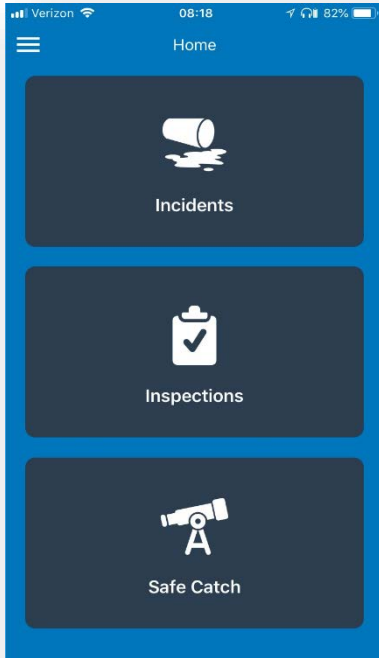 Verizon 08:18 82%
Home
Incidents
Inspections
Safe Catch